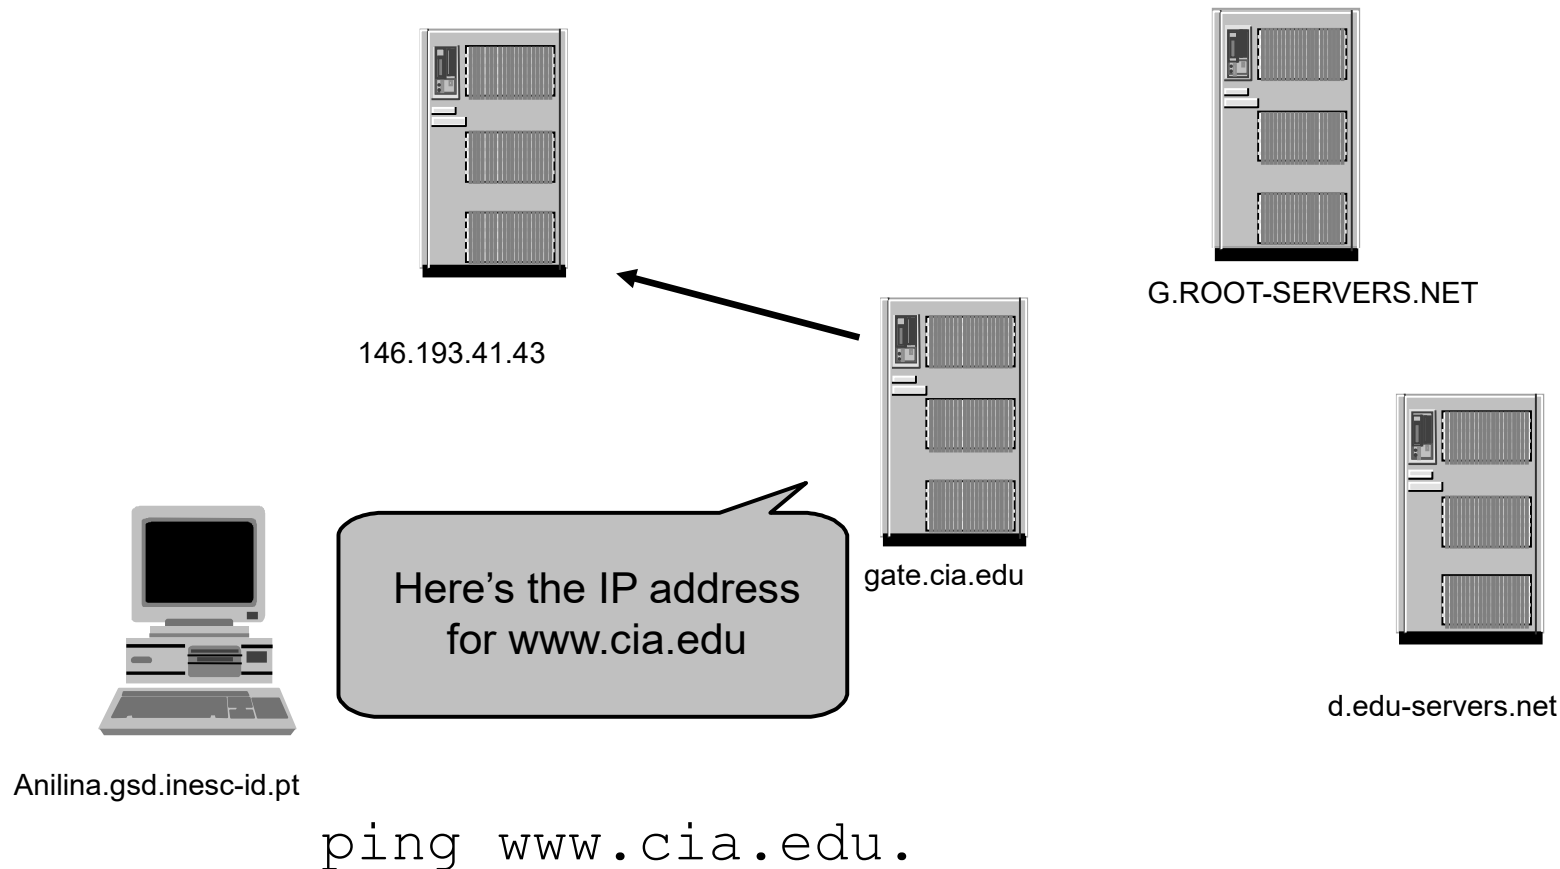 G.ROOT-SERVERS.NET
146.193.41.43
gate.cia.edu
Here’s the IP address
for www.cia.edu
d.edu-servers.net
Anilina.gsd.inesc-id.pt
ping www.cia.edu.